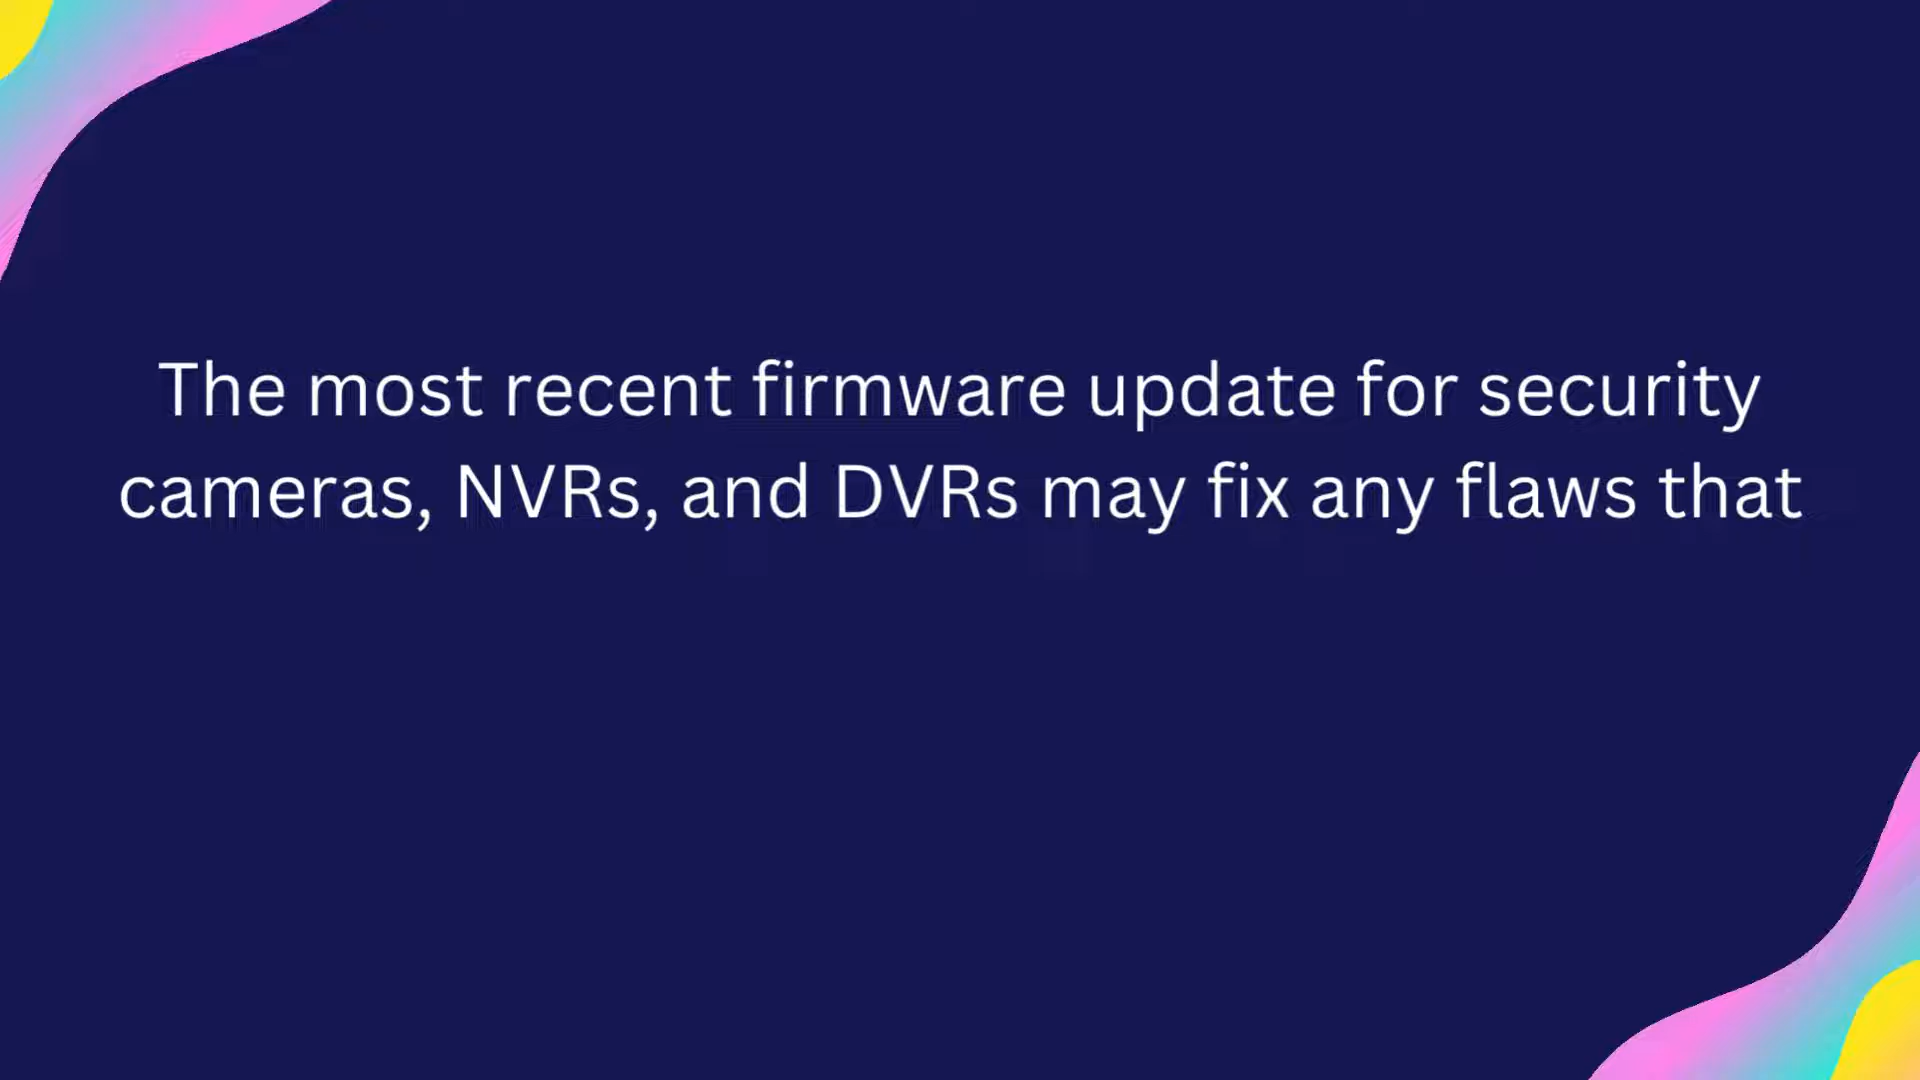 The most recent firmware update for security
cameras, NVRs, and DVRs may fix any flaws that